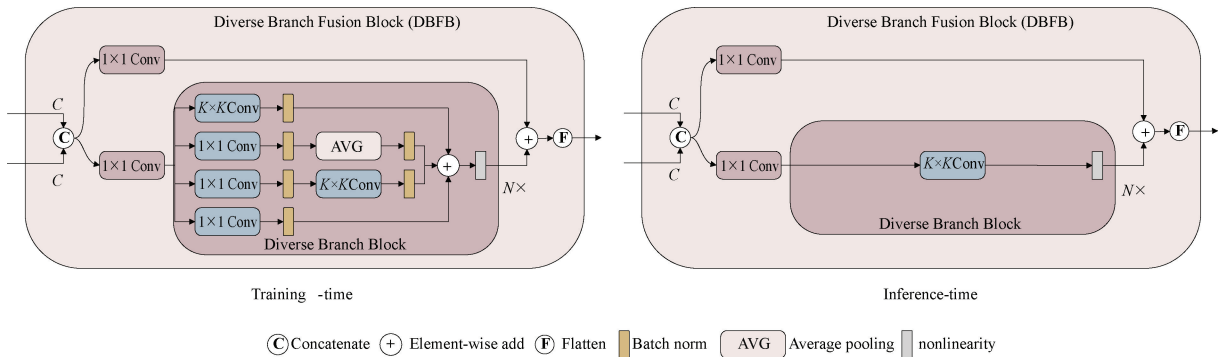 Diverse Branch Fusion Block (DBFB)
C
C
C
1×1 Conv
1×1 Conv
K×KConv
1×1 Conv
AVG
1×1 Conv
K×KConv
1×1 Conv
+
N×
Diverse Branch Block
+
F
Training -time
Diverse Branch Fusion Block (DBFB)
C
C
C
1×1 Conv
1×1 Conv
K×KConv
N×
Diverse Branch Block
+
F
Inference-time
C Concatenate + Element-wise add F Flatten Batch norm AVG Average pooling nonlinearity